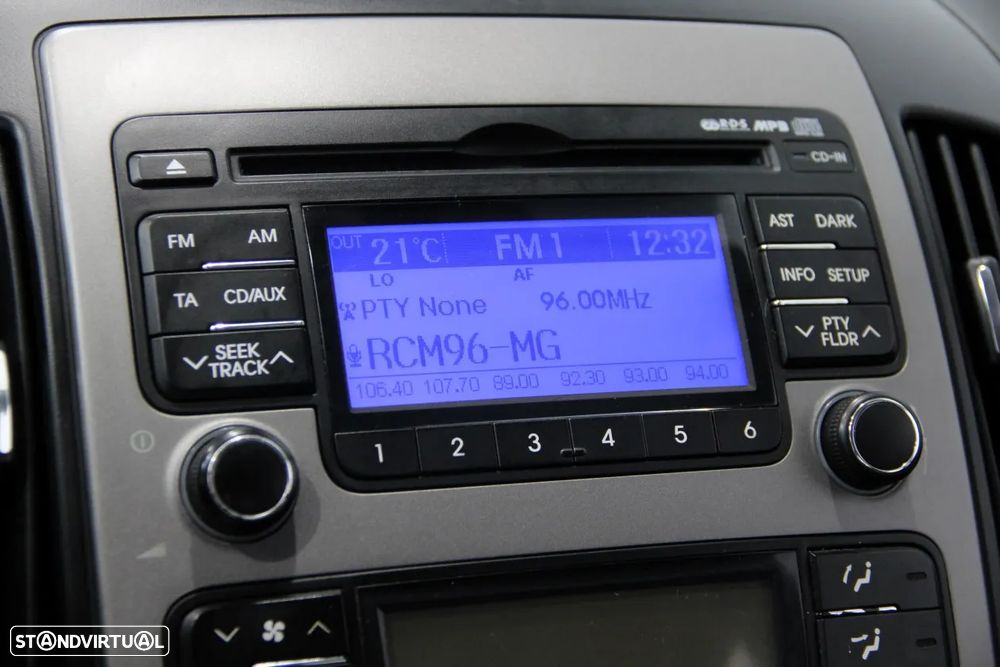 R·D·S MP3
CD-IN
FM AM
TA CD/AUX
SEEK
TRACK
OUT 21°C FM1 12:32
LO AF
PTY None 96.00MHz
RCM96-MG
106.40 107.70 89.00 92.30 93.00 94.00
AST DARK
INFO SETUP
PTY
FLDR
1 2 3 4 5 6
STANDVIRTUAL